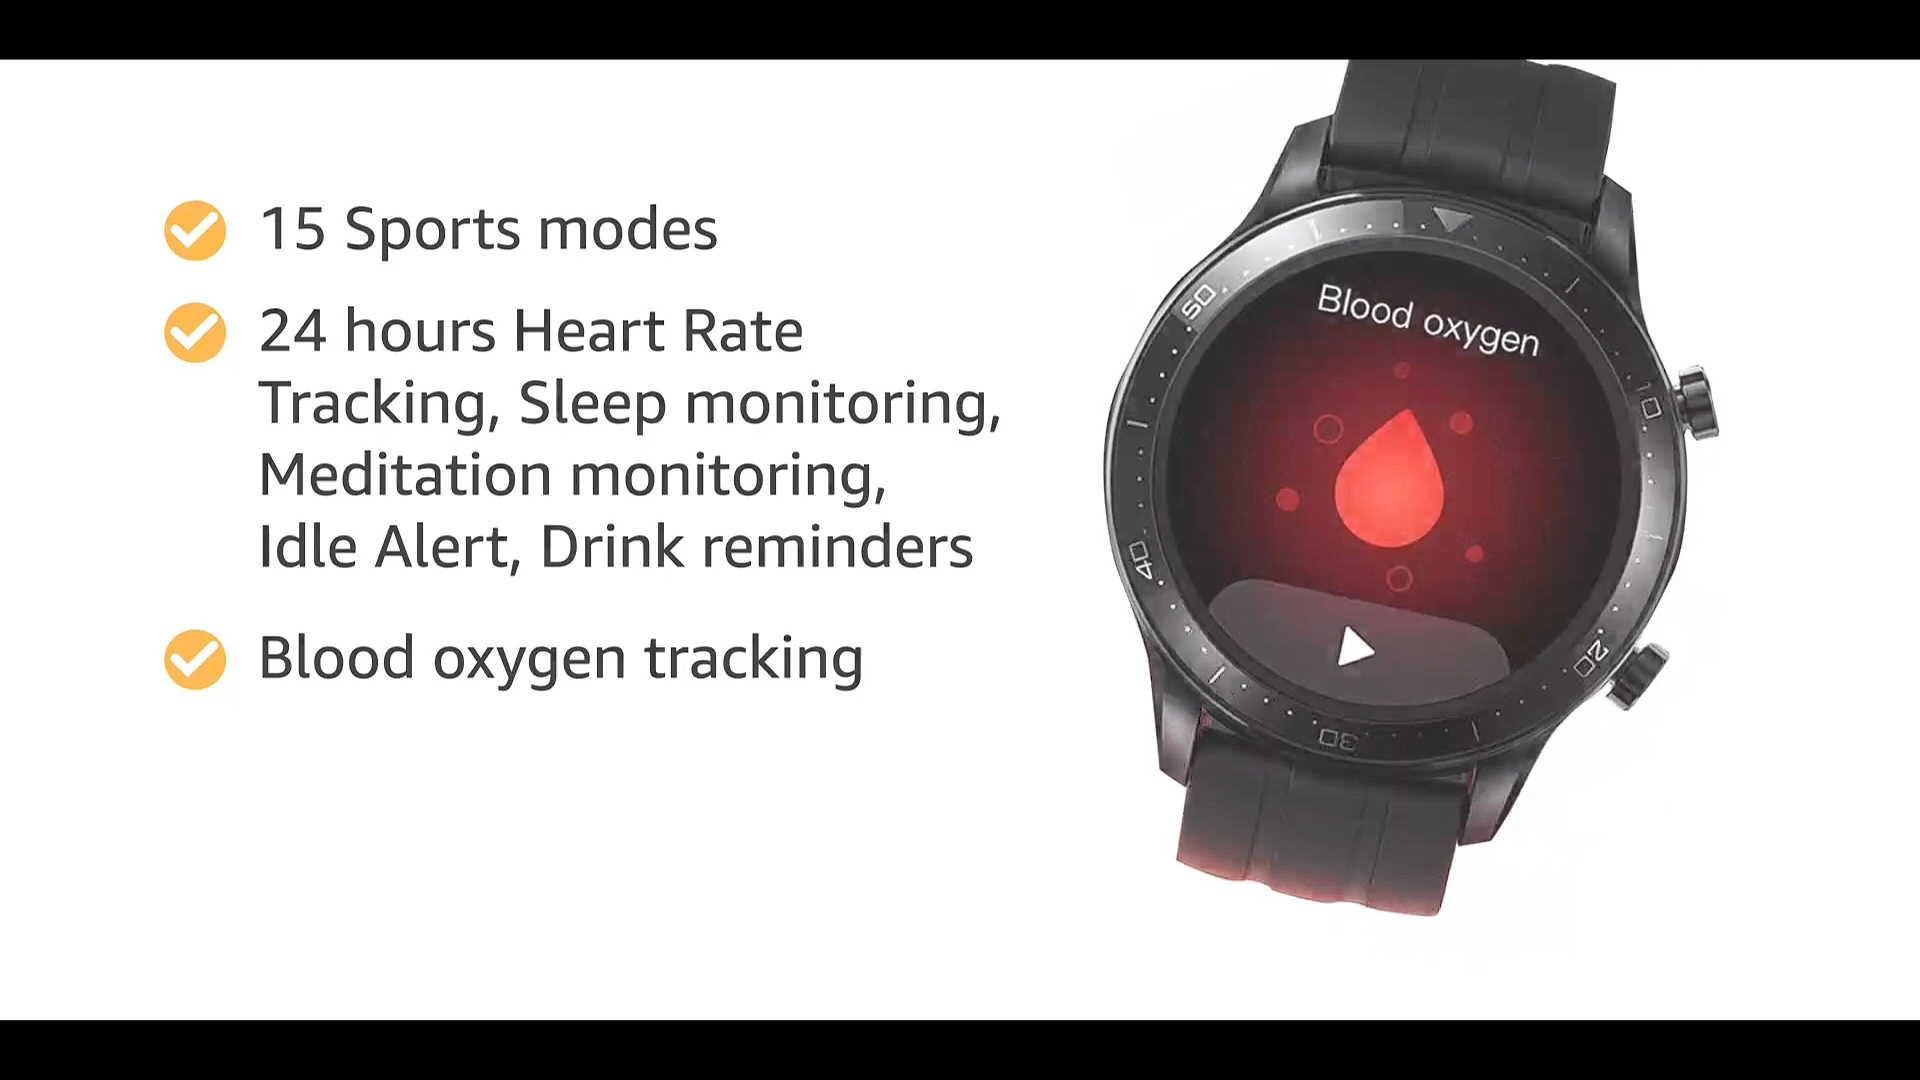 15 Sports modes
24 hours Heart Rate
Tracking, Sleep monitoring,
Meditation monitoring,
Idle Alert, Drink reminders
Blood oxygen tracking
Blood oxygen
50
10
40
20
30